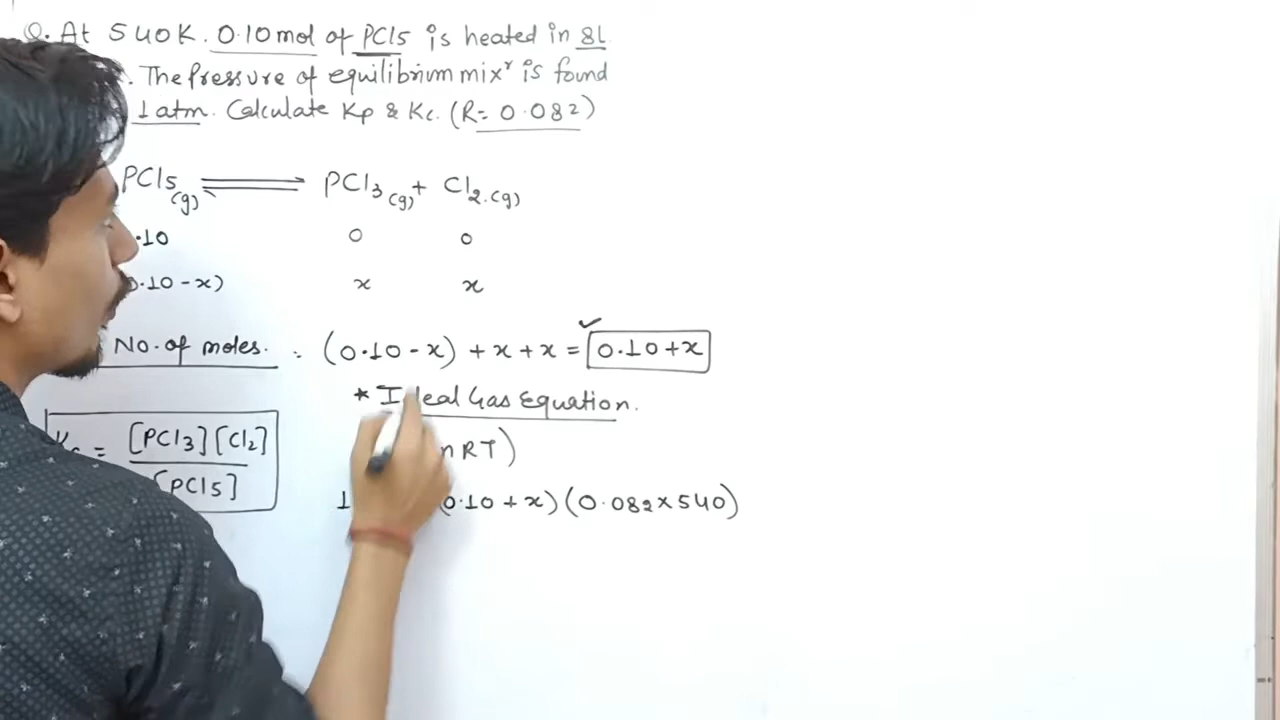 Q. At 540K. 0.10 mol of PCl5 is heated in 8L
. The Pressure of equilibrium mixʳ is found
1 atm. Calculate Kp & Kc. (R= 0.082)
PCl5(g) ⇌ PCl3(g) + Cl2(g)
.10 0 0
0.10 - x) x x
No. of moles. = (0.10 - x) + x + x = 0.10 + x
* Ideal Gas Equation.
nRT)
Kc = [PCl3][Cl2] / [PCl5]
1 (0.10 + x)(0.082 x 540)